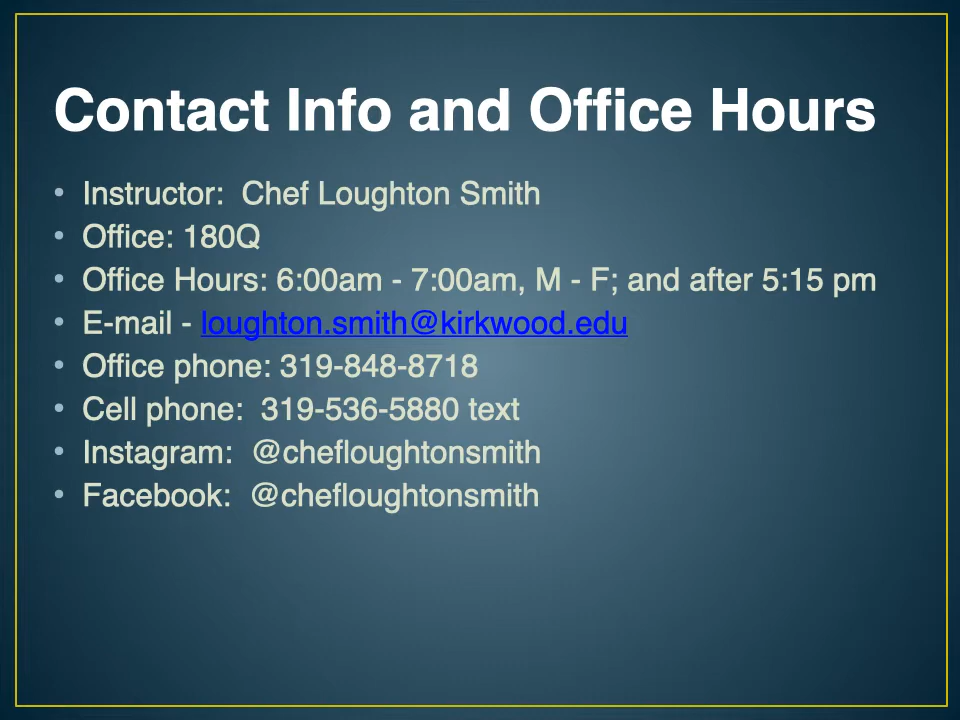 Contact Info and Office Hours
• Instructor:  Chef Loughton Smith
• Office: 180Q
• Office Hours: 6:00am - 7:00am, M - F; and after 5:15 pm
• E-mail - loughton.smith@kirkwood.edu
• Office phone: 319-848-8718
• Cell phone:  319-536-5880 text
• Instagram:  @chefloughtonsmith
• Facebook:  @chefloughtonsmith